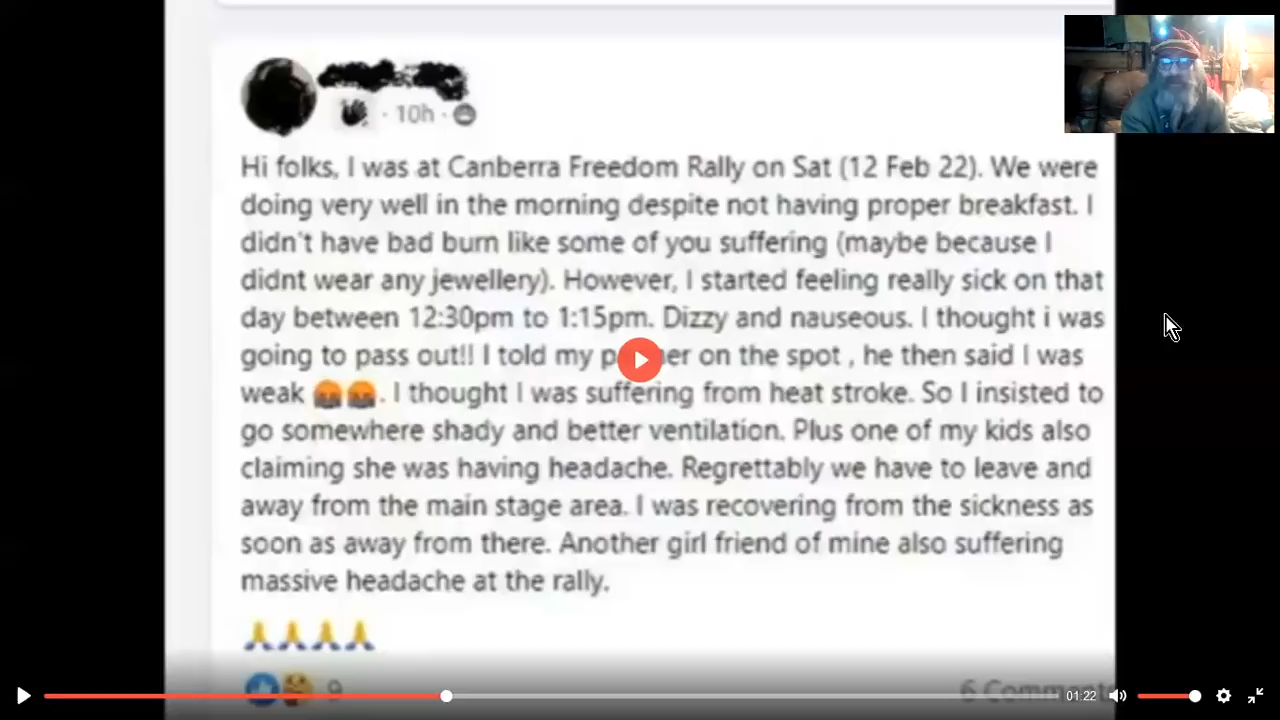 · 10h ·
Hi folks, I was at Canberra Freedom Rally on Sat (12 Feb 22). We were
doing very well in the morning despite not having proper breakfast. I
didn't have bad burn like some of you suffering (maybe because I
didnt wear any jewellery). However, I started feeling really sick on that
day between 12:30pm to 1:15pm. Dizzy and nauseous. I thought i was
going to pass out!! I told my on the spot , he then said I was
weak 🤬🤬. I thought I was suffering from heat stroke. So I insisted to
go somewhere shady and better ventilation. Plus one of my kids also
claiming she was having headache. Regrettably we have to leave and
away from the main stage area. I was recovering from the sickness as
soon as away from there. Another girl friend of mine also suffering
massive headache at the rally.
🙏🙏🙏🙏
9
6 Comments
01:22